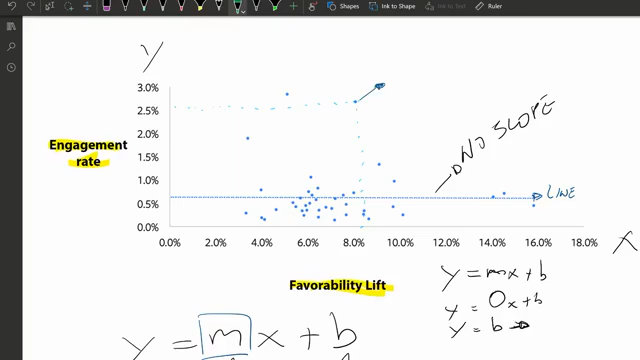 Shapes Ink to Shape Ink to Text Ruler
Y
3.0%
2.5%
2.0%
1.5%
1.0%
0.5%
0.0%
Engagement
rate
NO SLOPE
LINE
0.0% 2.0% 4.0% 6.0% 8.0% 10.0% 12.0% 14.0% 16.0% 18.0%
X
Favorability Lift
y = mx + b
y = 0x + b
y = b
y = m x + b